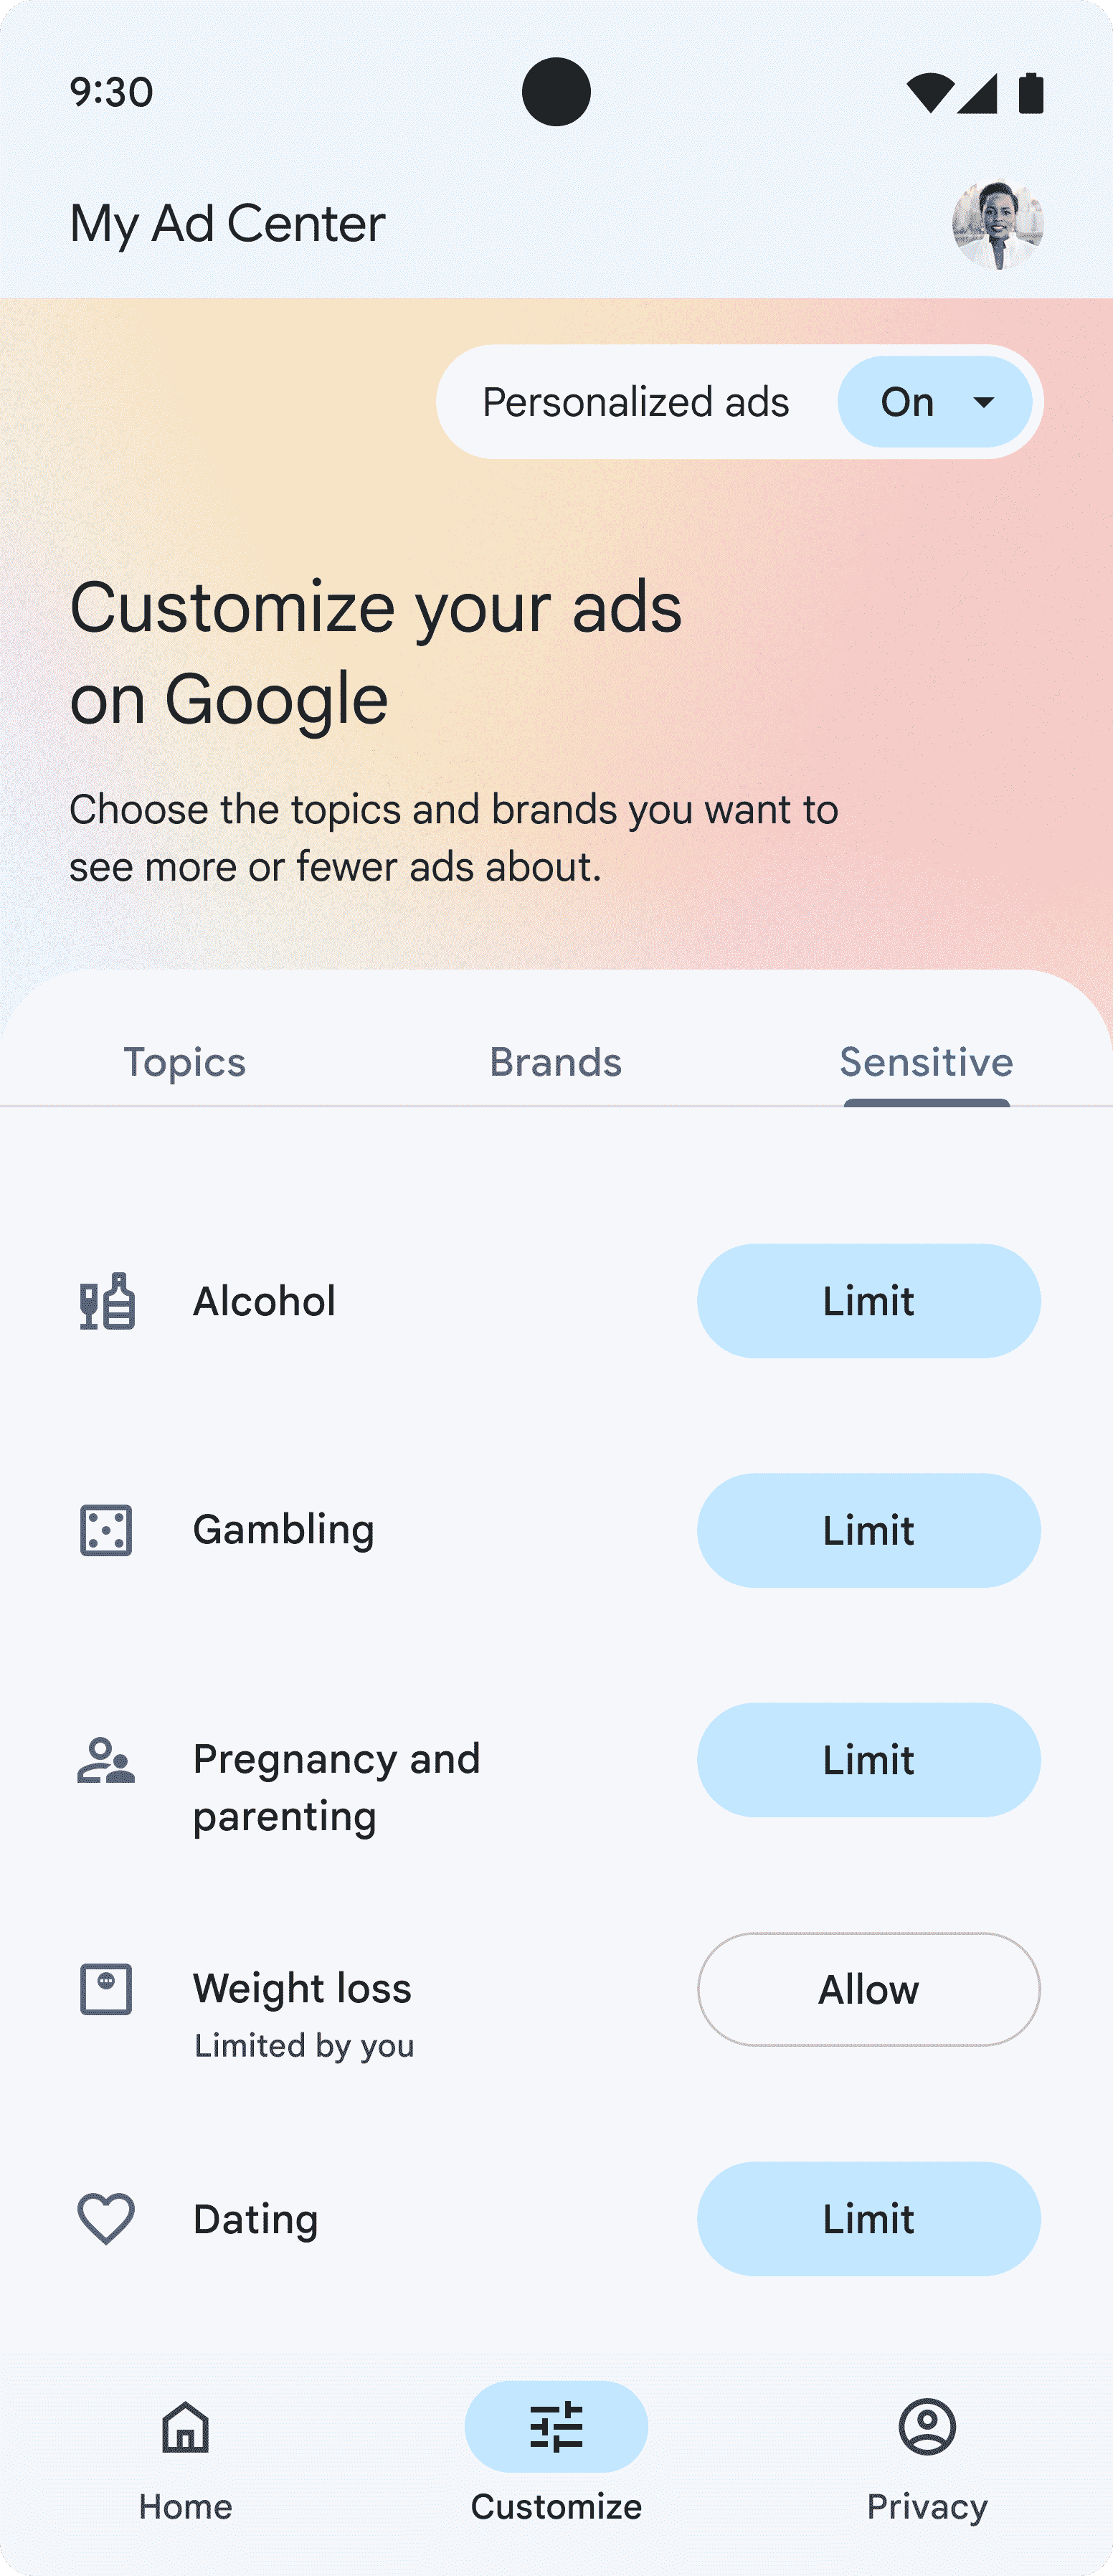 9:30
My Ad Center
Personalized ads On
Customize your ads
on Google
Choose the topics and brands you want to
see more or fewer ads about.
Topics Brands Sensitive
Alcohol Limit
Gambling Limit
Pregnancy and Limit
parenting
Weight loss Allow
Limited by you
Dating Limit
Home Customize Privacy